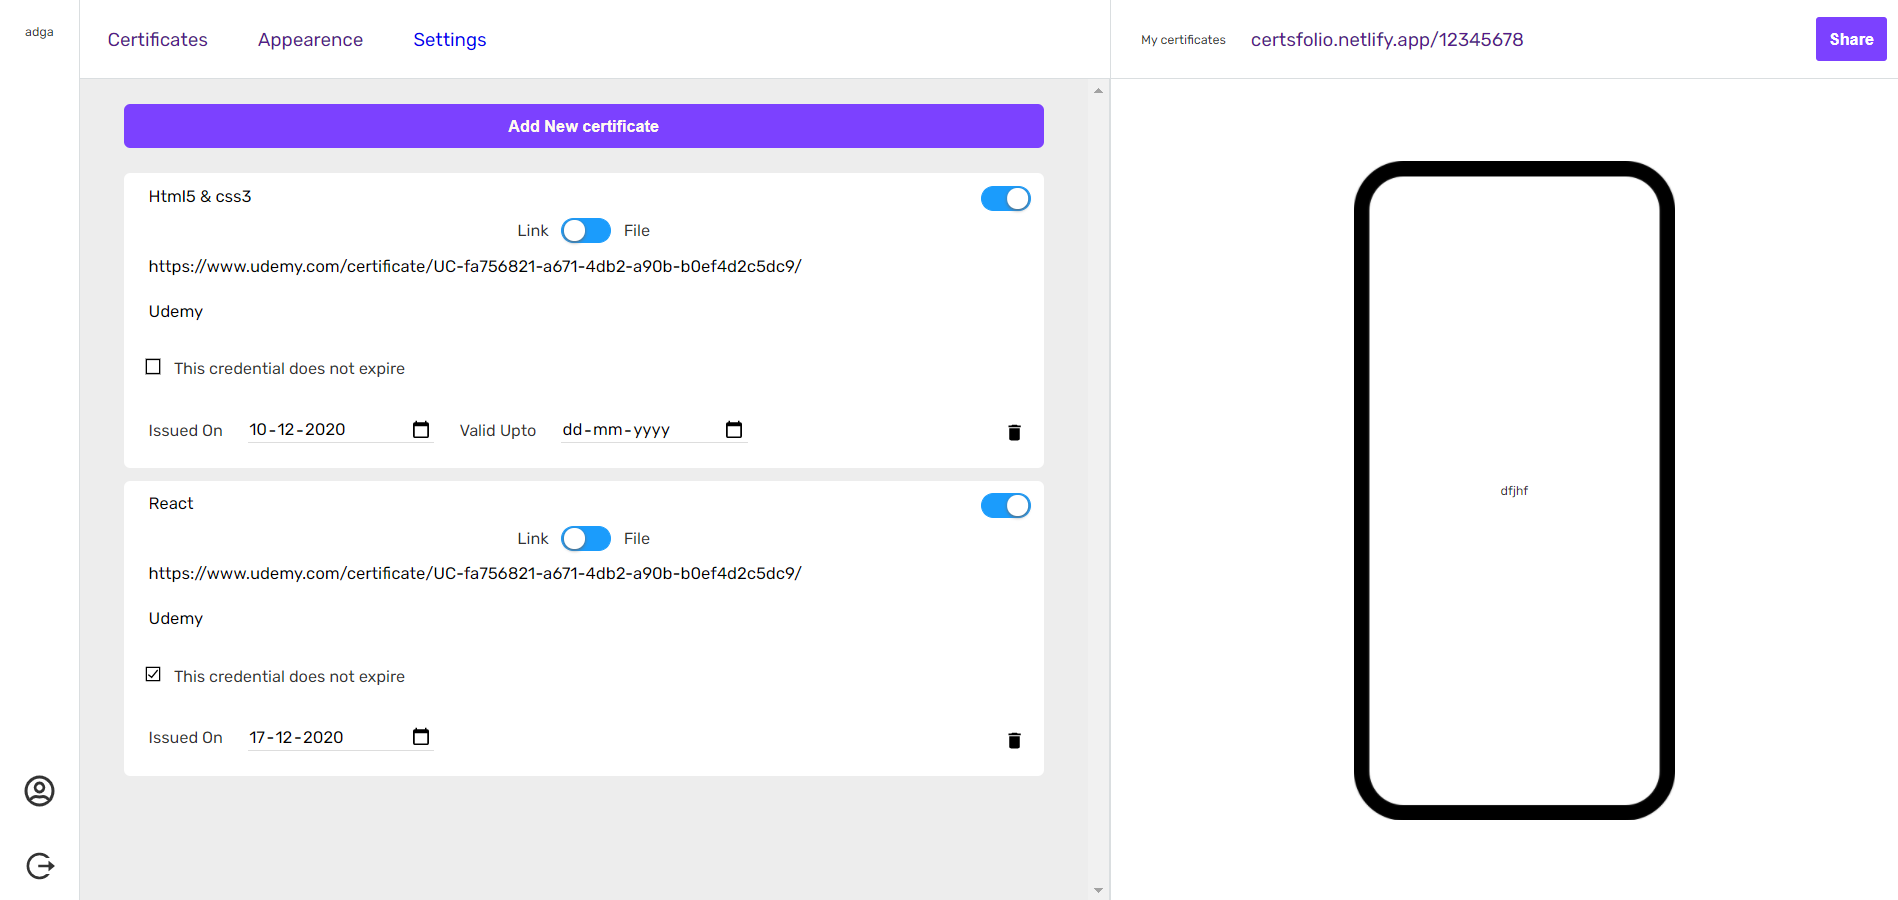 adga
Certificates Appearence Settings
My certificates certsfolio.netlify.app/12345678 Share
Add New certificate
Html5 & css3
Link File
https://www.udemy.com/certificate/UC-fa756821-a671-4db2-a90b-b0ef4d2c5dc9/
Udemy
This credential does not expire
Issued On 10-12-2020 Valid Upto dd-mm-yyyy
React
Link File
https://www.udemy.com/certificate/UC-fa756821-a671-4db2-a90b-b0ef4d2c5dc9/
Udemy
This credential does not expire
Issued On 17-12-2020
dfjhf